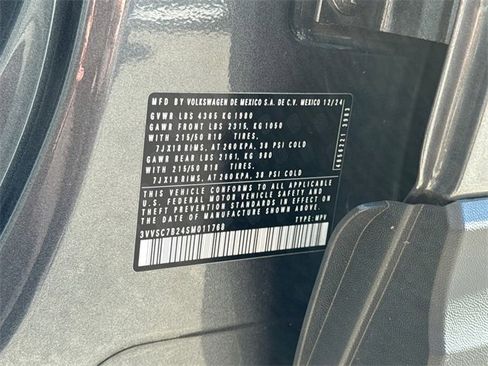 MFD BY VOLKSWAGEN DE MEXICO S.A. DE C.V. MEXICO 12/24
GVWR LBS 4365 KG 1980
GAWR FRONT LBS 2315, KG 1050
WITH 215/50 R18 TIRES,
7JX18 RIMS, AT 260 KPA, 38 PSI COLD
GAWR REAR LBS 2161, KG 980
WITH 215/50 R18 TIRES,
7JX18 RIMS, AT 260 KPA, 38 PSI COLD
THIS VEHICLE CONFORMS TO ALL APPLICABLE
U.S. FEDERAL MOTOR VEHICLE SAFETY AND
THEFT PREVENTION STANDARDS IN EFFECT ON THE
DATE OF MANUFACTURE SHOWN ABOVE.
3VVSC7B24SM011768 TYPE: MPV